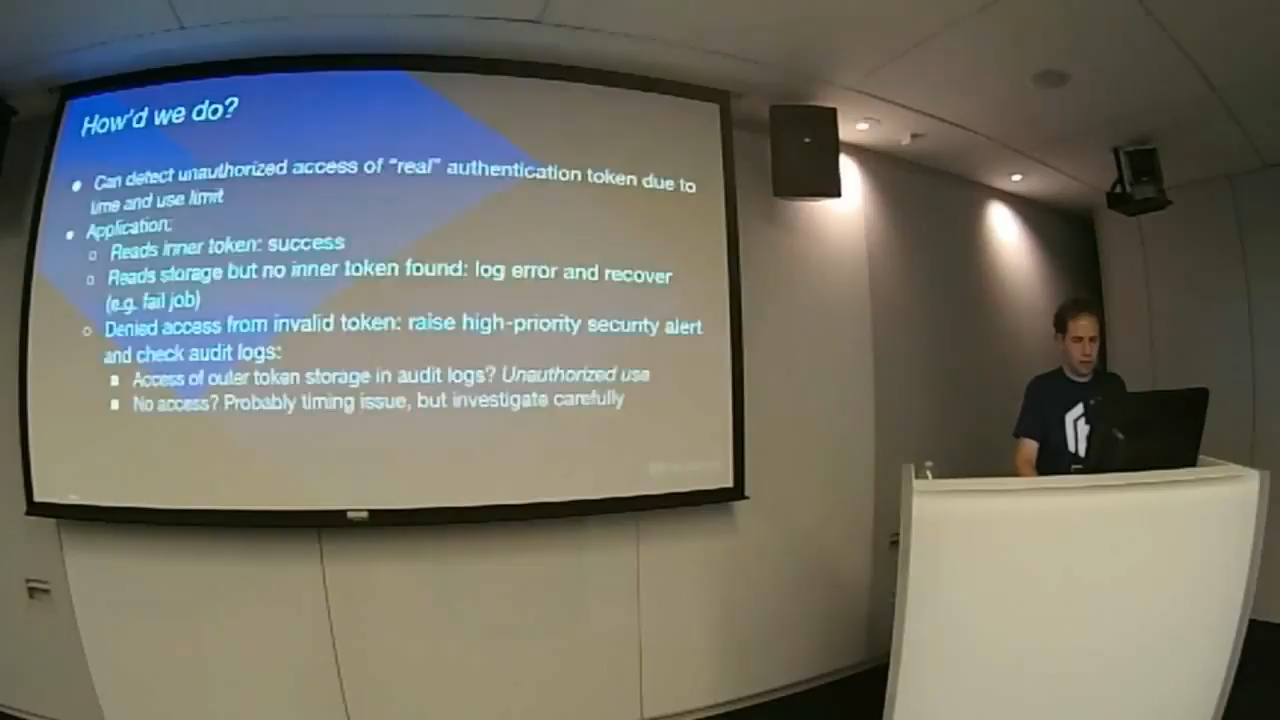 How'd we do?
● Can detect unauthorized access of "real" authentication token due to
time and use limit
● Application:
○ Reads inner token: success
○ Reads storage but no inner token found: log error and recover
(e.g. fail job)
○ Denied access from invalid token: raise high-priority security alert
and check audit logs:
■ Access of outer token storage in audit logs? Unauthorized use
■ No access? Probably timing issue, but investigate carefully